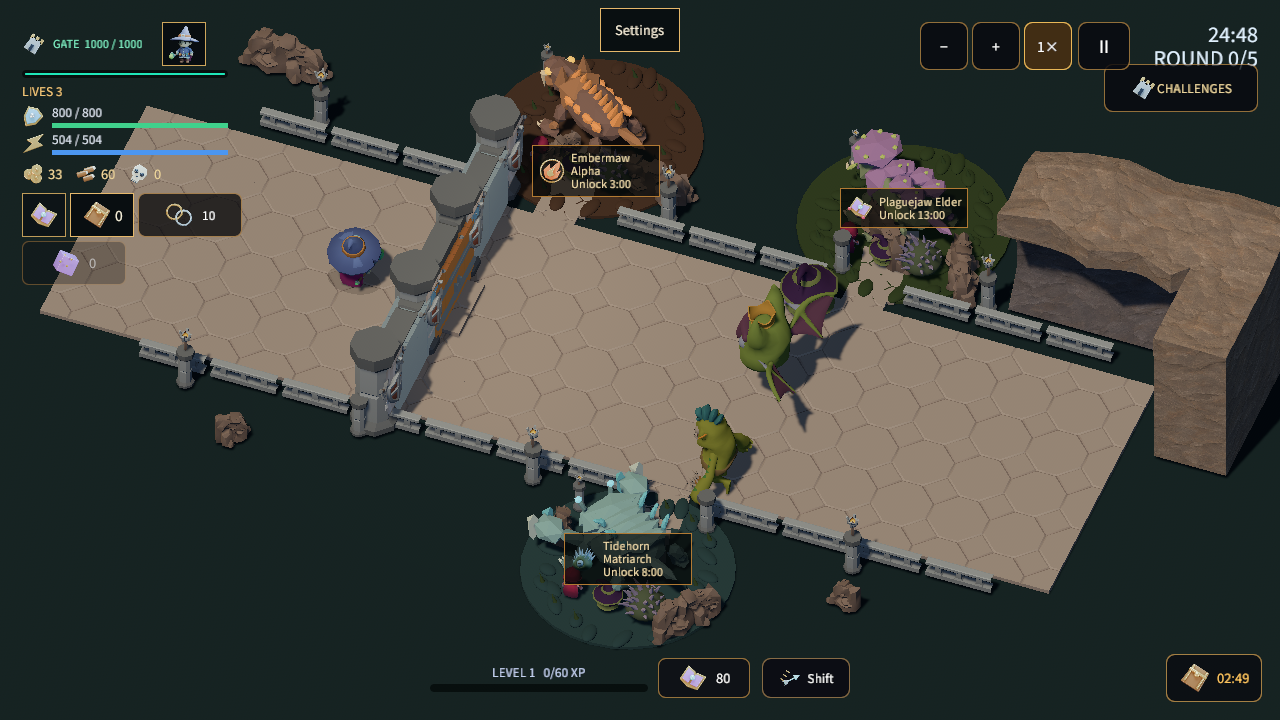 GATE 1000 / 1000
Settings
−
+
1×
24:48
ROUND 0/5
CHALLENGES
LIVES 3
800 / 800
504 / 504
33
60
0
0
10
0
Embermaw
Alpha
Unlock 3:00
Plaguejaw Elder
Unlock 13:00
Tidehorn
Matriarch
Unlock 8:00
LEVEL 1 0/60 XP
80
Shift
02:49